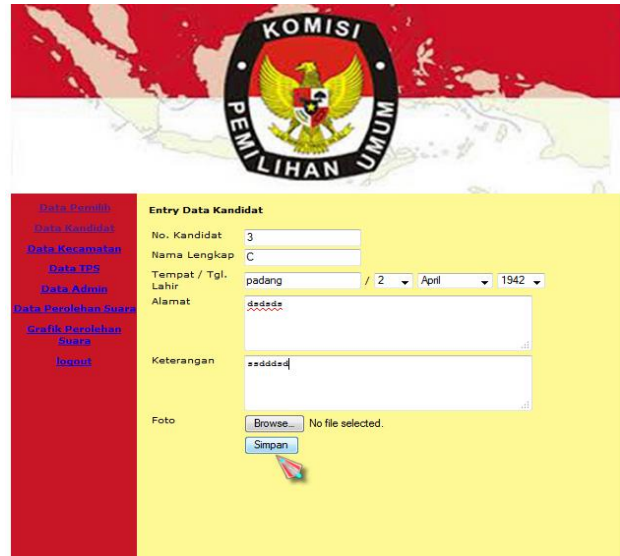 KOMISI
PEMILIHAN UMUM
Data Pemilih
Data Kandidat
Data Kecamatan
Data TPS
Data Admin
Data Perolehan Suara
Grafik Perolehan
Suara
logout
Entry Data Kandidat
No. Kandidat 3
Nama Lengkap C
Tempat / Tgl.
Lahir padang / 2 April 1942
Alamat dsdsds
Keterangan ssdddsd
Foto Browse... No file selected.
Simpan